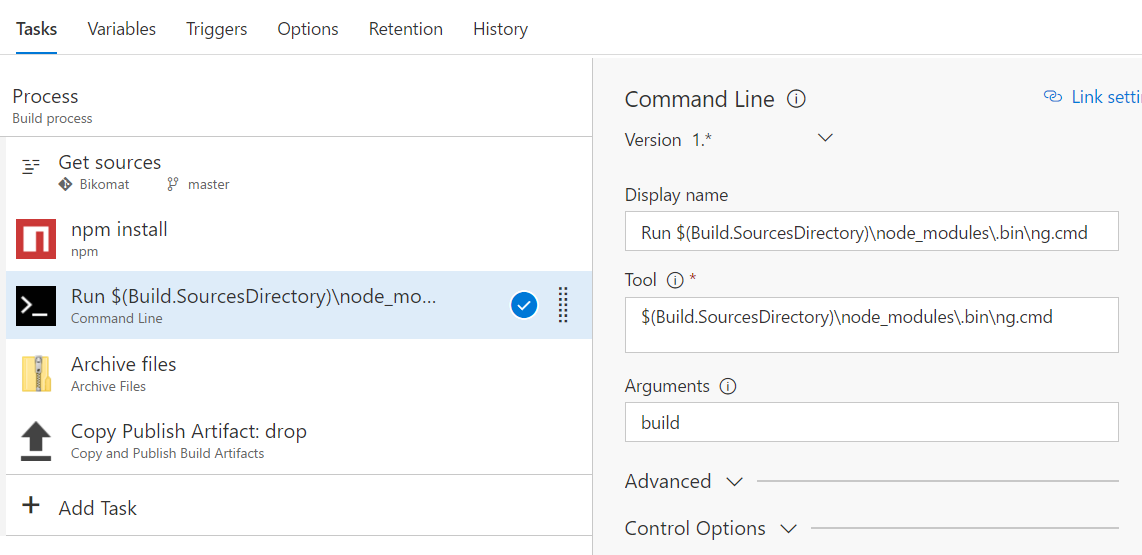 Tasks Variables Triggers Options Retention History
Process
Build process
Get sources
Bikomat master
npm install
npm
Run $(Build.SourcesDirectory)\node_mo...
Command Line
Archive files
Archive Files
Copy Publish Artifact: drop
Copy and Publish Build Artifacts
Add Task
Command Line
Link setti
Version 1.*
Display name
Run $(Build.SourcesDirectory)\node_modules\.bin\ng.cmd
Tool *
$(Build.SourcesDirectory)\node_modules\.bin\ng.cmd
Arguments
build
Advanced
Control Options